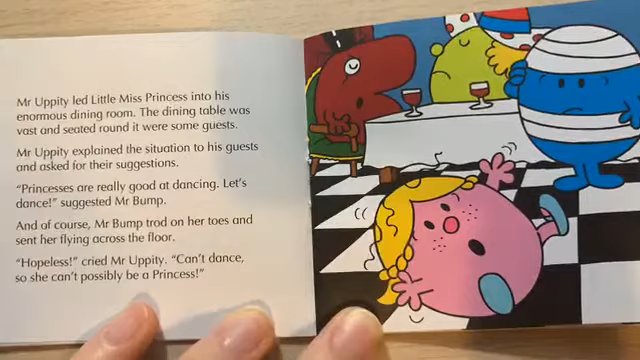 Mr Uppity led Little Miss Princess into his
enormous dining room. The dining table was
vast and seated round it were some guests.
Mr Uppity explained the situation to his guests
and asked for their suggestions.
“Princesses are really good at dancing. Let's
dance!” suggested Mr Bump.
And of course, Mr Bump trod on her toes and
sent her flying across the floor.
“Hopeless!” cried Mr Uppity. “Can't dance,
so she can't possibly be a Princess!”